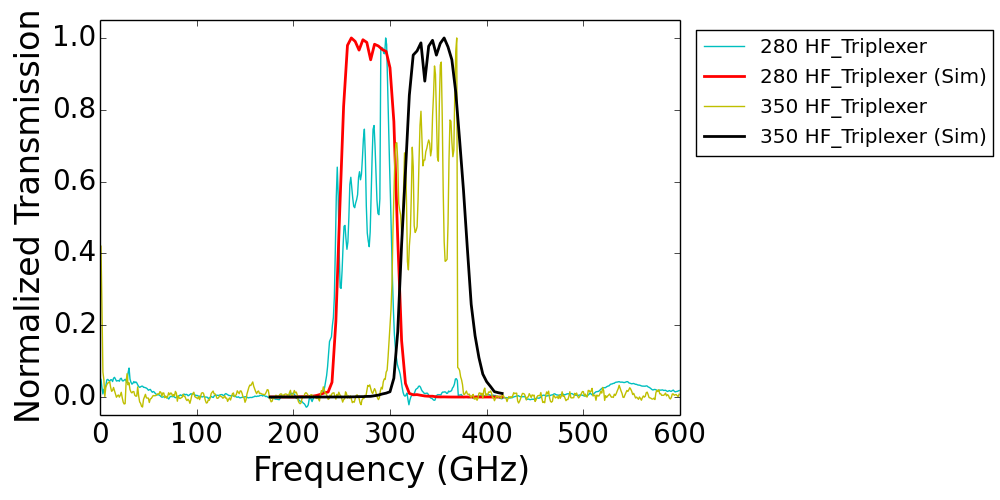 Normalized Transmission
1.0
0.8
0.6
0.4
0.2
0.0
0 100 200 300 400 500 600
Frequency (GHz)
280 HF_Triplexer
280 HF_Triplexer (Sim)
350 HF_Triplexer
350 HF_Triplexer (Sim)